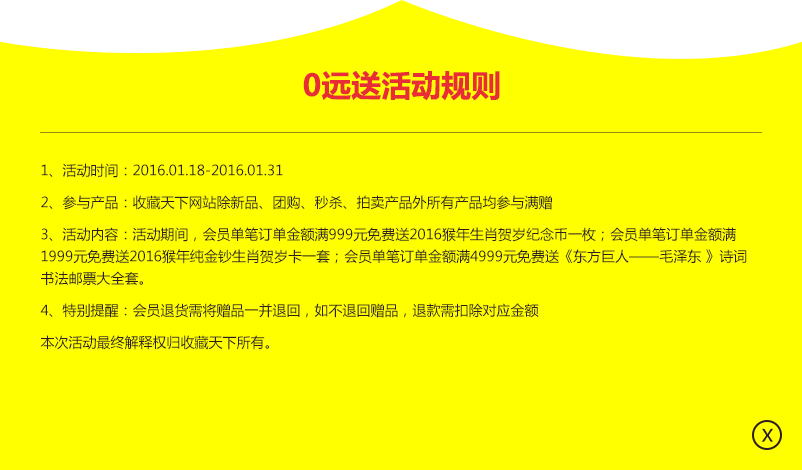 0远送活动规则
1、活动时间：2016.01.18-2016.01.31
2、参与产品：收藏天下网站除新品、团购、秒杀、拍卖产品外所有产品均参与满赠
3、活动内容：活动期间，会员单笔订单金额满999元免费送2016猴年生肖贺岁纪念币一枚；会员单笔订单金额满
1999元免费送2016猴年纯金钞生肖贺岁卡一套；会员单笔订单金额满4999元免费送《东方巨人——毛泽东 》诗词
书法邮票大全套。
4、特别提醒：会员退货需将赠品一并退回，如不退回赠品，退款需扣除对应金额
本次活动最终解释权归收藏天下所有。
X